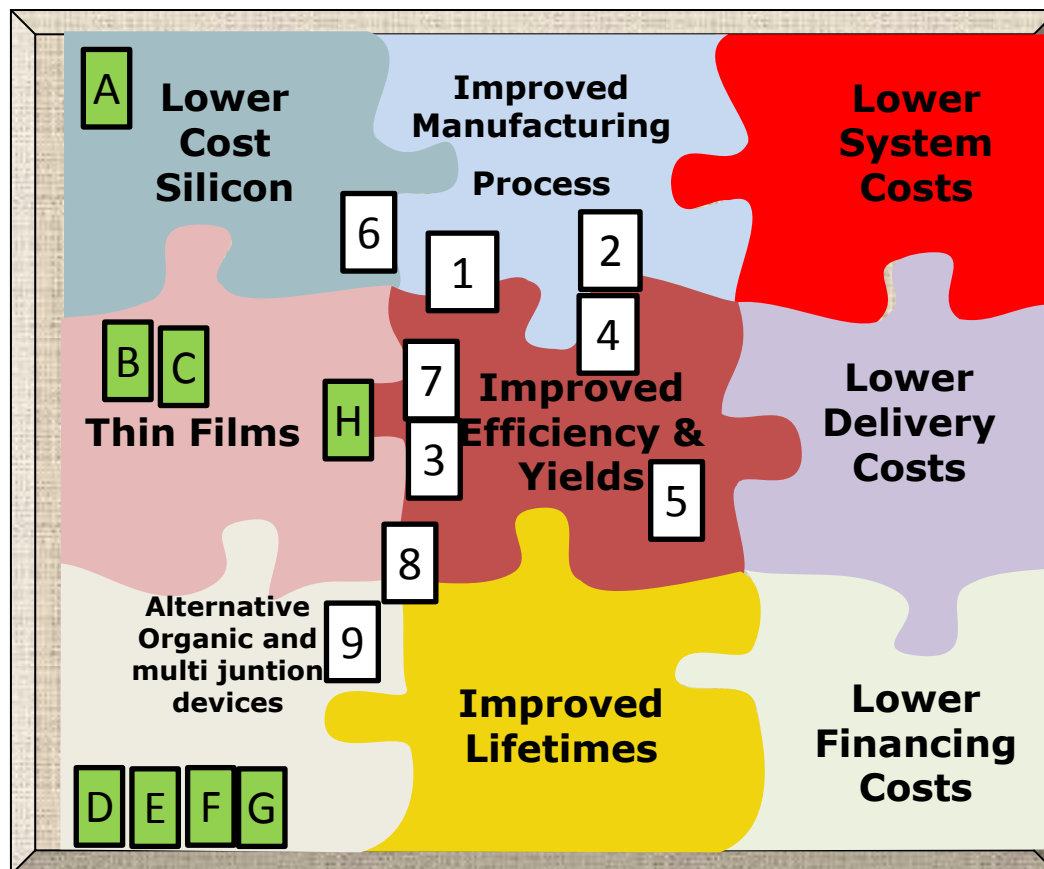 A
Lower
Cost
Silicon
Improved
Manufacturing
Process
Lower
System
Costs
6
1
2
4
B
C
Thin Films
H
7
3
Improved
Efficiency &
Yields
5
Lower
Delivery
Costs
8
9
Alternative
Organic and
multi juntion
devices
D E F G
Improved
Lifetimes
Lower
Financing
Costs